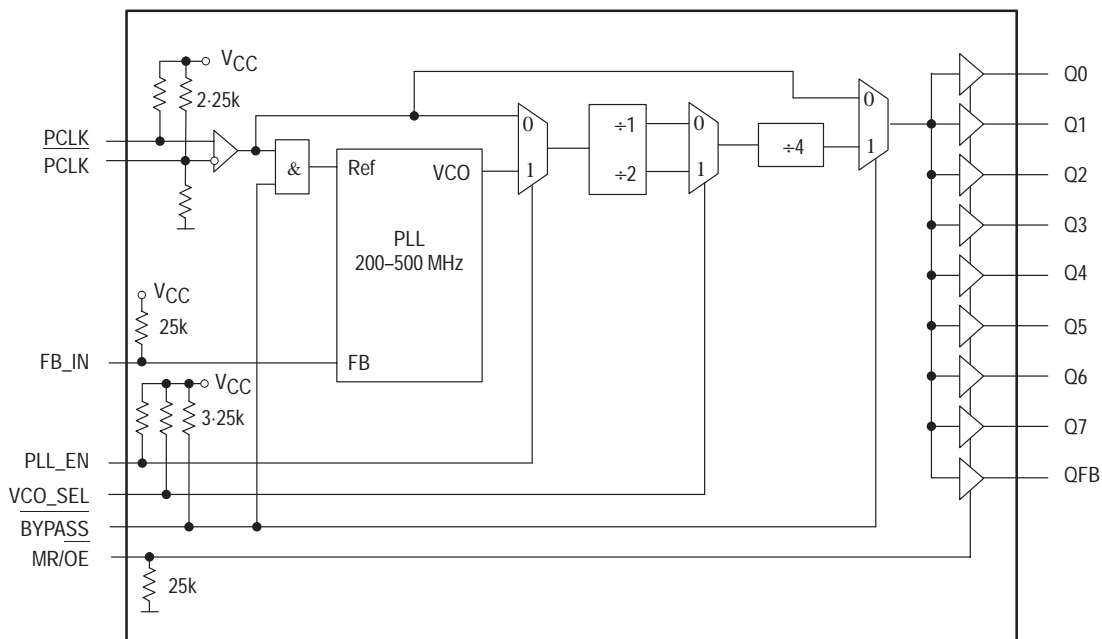 VCC
2·25k
PCLK
PCLK
&
Ref
VCO
PLL
200–500 MHz
FB
0
1
÷1
÷2
0
1
÷4
0
1
Q0
Q1
Q2
Q3
Q4
Q5
Q6
Q7
QFB
VCC
25k
FB_IN
VCC
3·25k
PLL_EN
VCO_SEL
BYPASS
MR/OE
25k